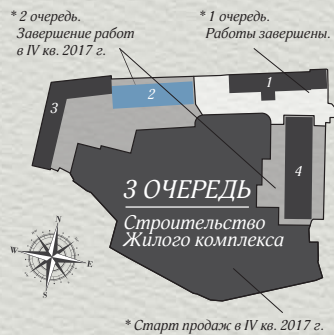 * 2 очередь.
Завершение работ
в IV кв. 2017 г.
* 1 очередь.
Работы завершены.
1
2
3
4
3 ОЧЕРЕДЬ
Строительство
Жилого комплекса
N
W
E
S
* Старт продаж в IV кв. 2017 г.